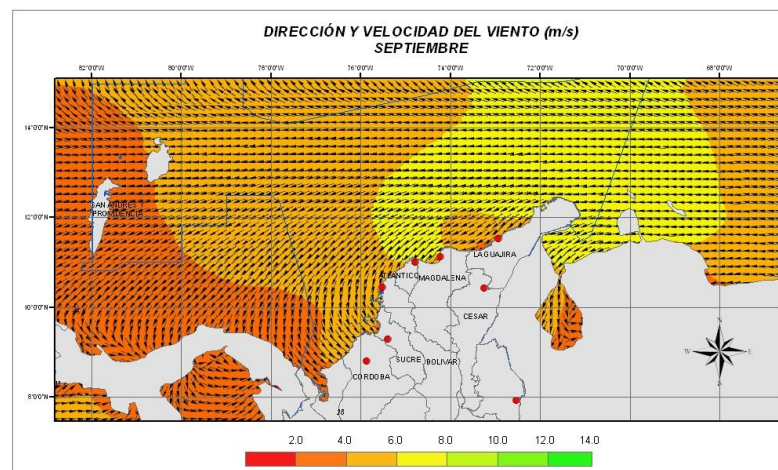 DIRECCIÓN Y VELOCIDAD DEL VIENTO (m/s)
SEPTIEMBRE
82°0'0"W 80°0'0"W 78°0'0"W 76°0'0"W 74°0'0"W 72°0'0"W 70°0'0"W 68°0'0"W
14°0'0"N
SAN ANDRES Y
PROVIDENCIA
12°0'0"N
LA GUAJIRA
ATLANTICO
MAGDALENA
10°0'0"N
CESAR
N
W E
S
SUCRE
BOLIVAR
CORDOBA
8°0'0"N
2.0 4.0 6.0 8.0 10.0 12.0 14.0